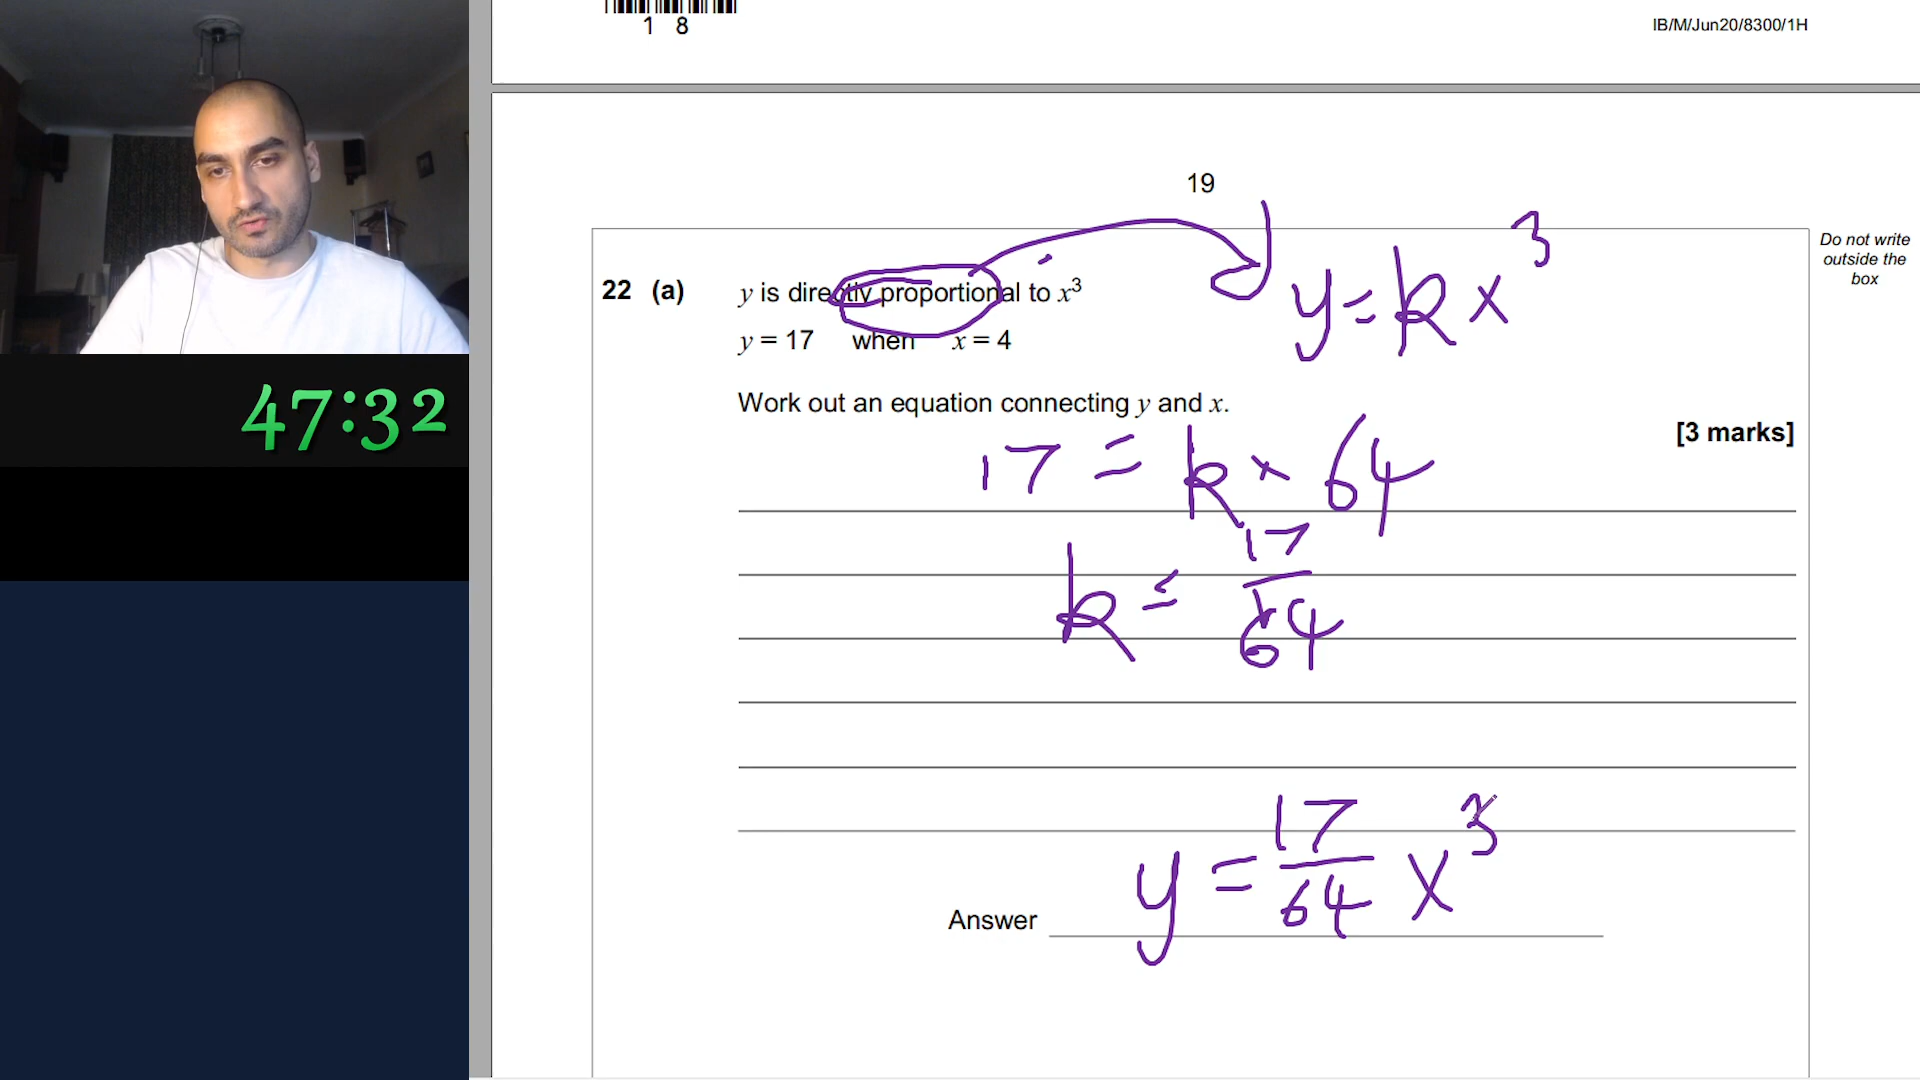 1 8
IB/M/Jun20/8300/1H
19
Do not write
outside the
box
22 (a) y is directly proportional to x³
y = kx³
y = 17 when x = 4
47:32
Work out an equation connecting y and x.
[3 marks]
17 = k × 64
k = 17/64
Answer y = 17/64 x³